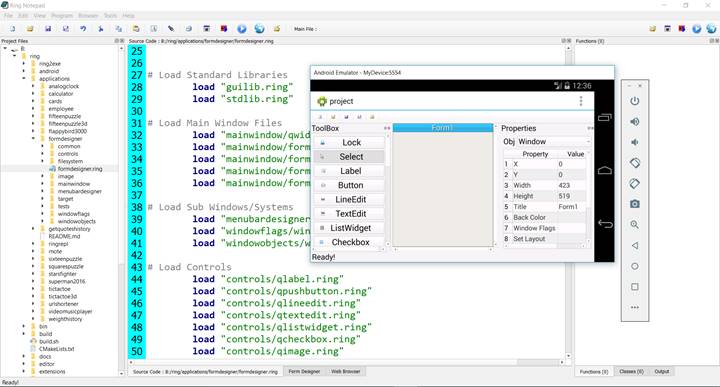 Ring Notepad
File Edit View Program Browser Tools Help
Main File :
Project Files
Source Code : B:/ring/applications/formdesigner/formdesigner.ring
Functions ()
B:
ring
ring2exe
android
applications
analogclock
calculator
cards
employee
fifteenpuzzle
fifteenpuzzle3d
flappybird3000
formdesigner
common
controls
filesystem
formdesigner.ring
image
mainwindow
menubardesigner
target
tests
windowflags
windowobjects
getquotehistory
README.md
ringrepl
mote
sixteenpuzzle
squarepuzzle
starsfighter
superman2016
tictactoe
tictactoe3d
urlshortener
videomusicplayer
weighthistory
bin
build
build.sh
CMakeLists.txt
docs
editor
extensions
25
26
27 # Load Standard Libraries
28 load "guilib.ring"
29 load "stdlib.ring"
30
31 # Load Main Window Files
32 load "mainwindow/qwid
33 load "mainwindow/form
34 load "mainwindow/form
35 load "mainwindow/form
36 load "mainwindow/form
37
38 # Load Sub Windows/Systems
39 load "menubardesigner
40 load "windowflags/win
41 load "windowobjects/w
42
43 # Load Controls
44 load "controls/qlabel.ring"
45 load "controls/qpushbutton.ring"
46 load "controls/qlineedit.ring"
47 load "controls/qtextedit.ring"
48 load "controls/qlistwidget.ring"
49 load "controls/qcheckbox.ring"
50 load "controls/qimage.ring"
Android Emulator - MyDevice:5554
12:36
project
ToolBox
Lock
Select
Label
Button
LineEdit
TextEdit
ListWidget
Checkbox
Form1
Properties
Obj Window
Property Value
1 X 0
2 Y 0
3 Width 423
4 Height 519
5 Title Form1
6 Back Color
7 Window Flags
8 Set Layout
Ready!
Source Code : B:/ring/applications/formdesigner/formdesigner.ring
Form Designer
Web Browser
Functions ()
Classes ()
Output
Ready!